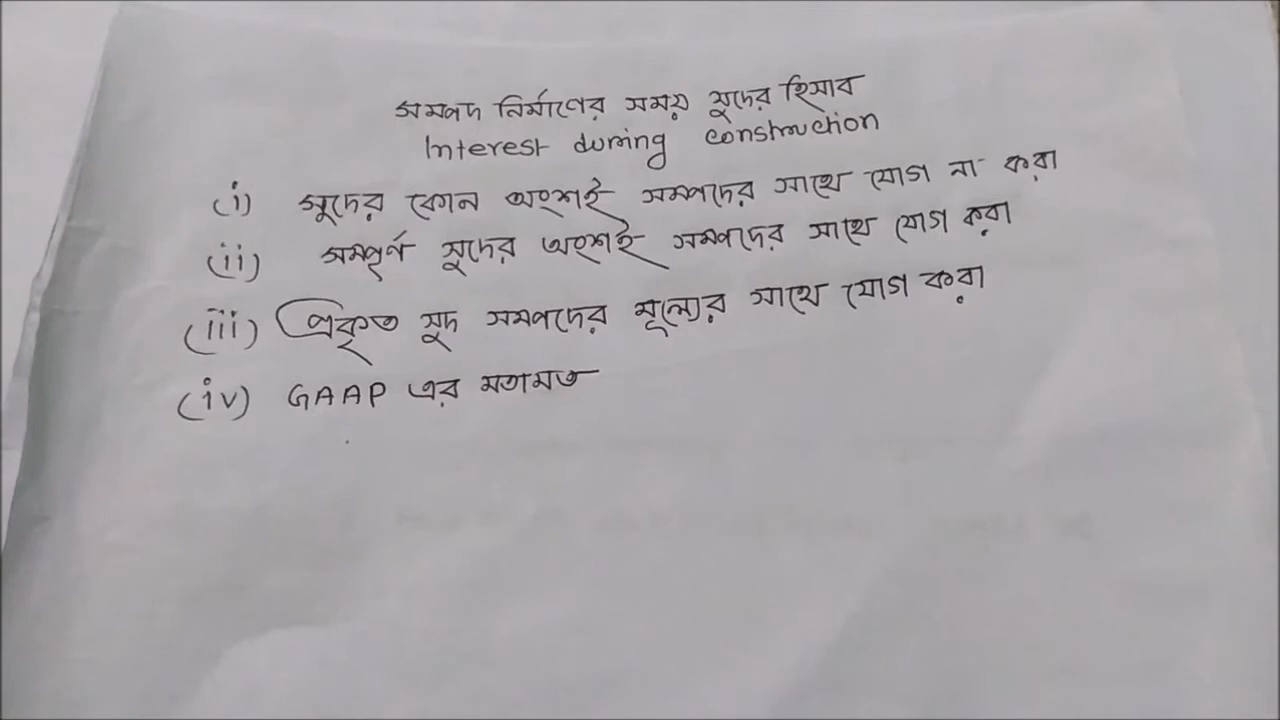 সম্পদ নির্মাণের সময় সুদের হিসাব
Interest during construction
(i) সুদের কোন অংশই সম্পদের সাথে যোগ না করা
(ii) সম্পূর্ণ সুদের অংশই সম্পদের সাথে যোগ করা
(iii) প্রকৃত সুদ সম্পদের মূল্যের সাথে যোগ করা
(iv) GAAP এর মতামত